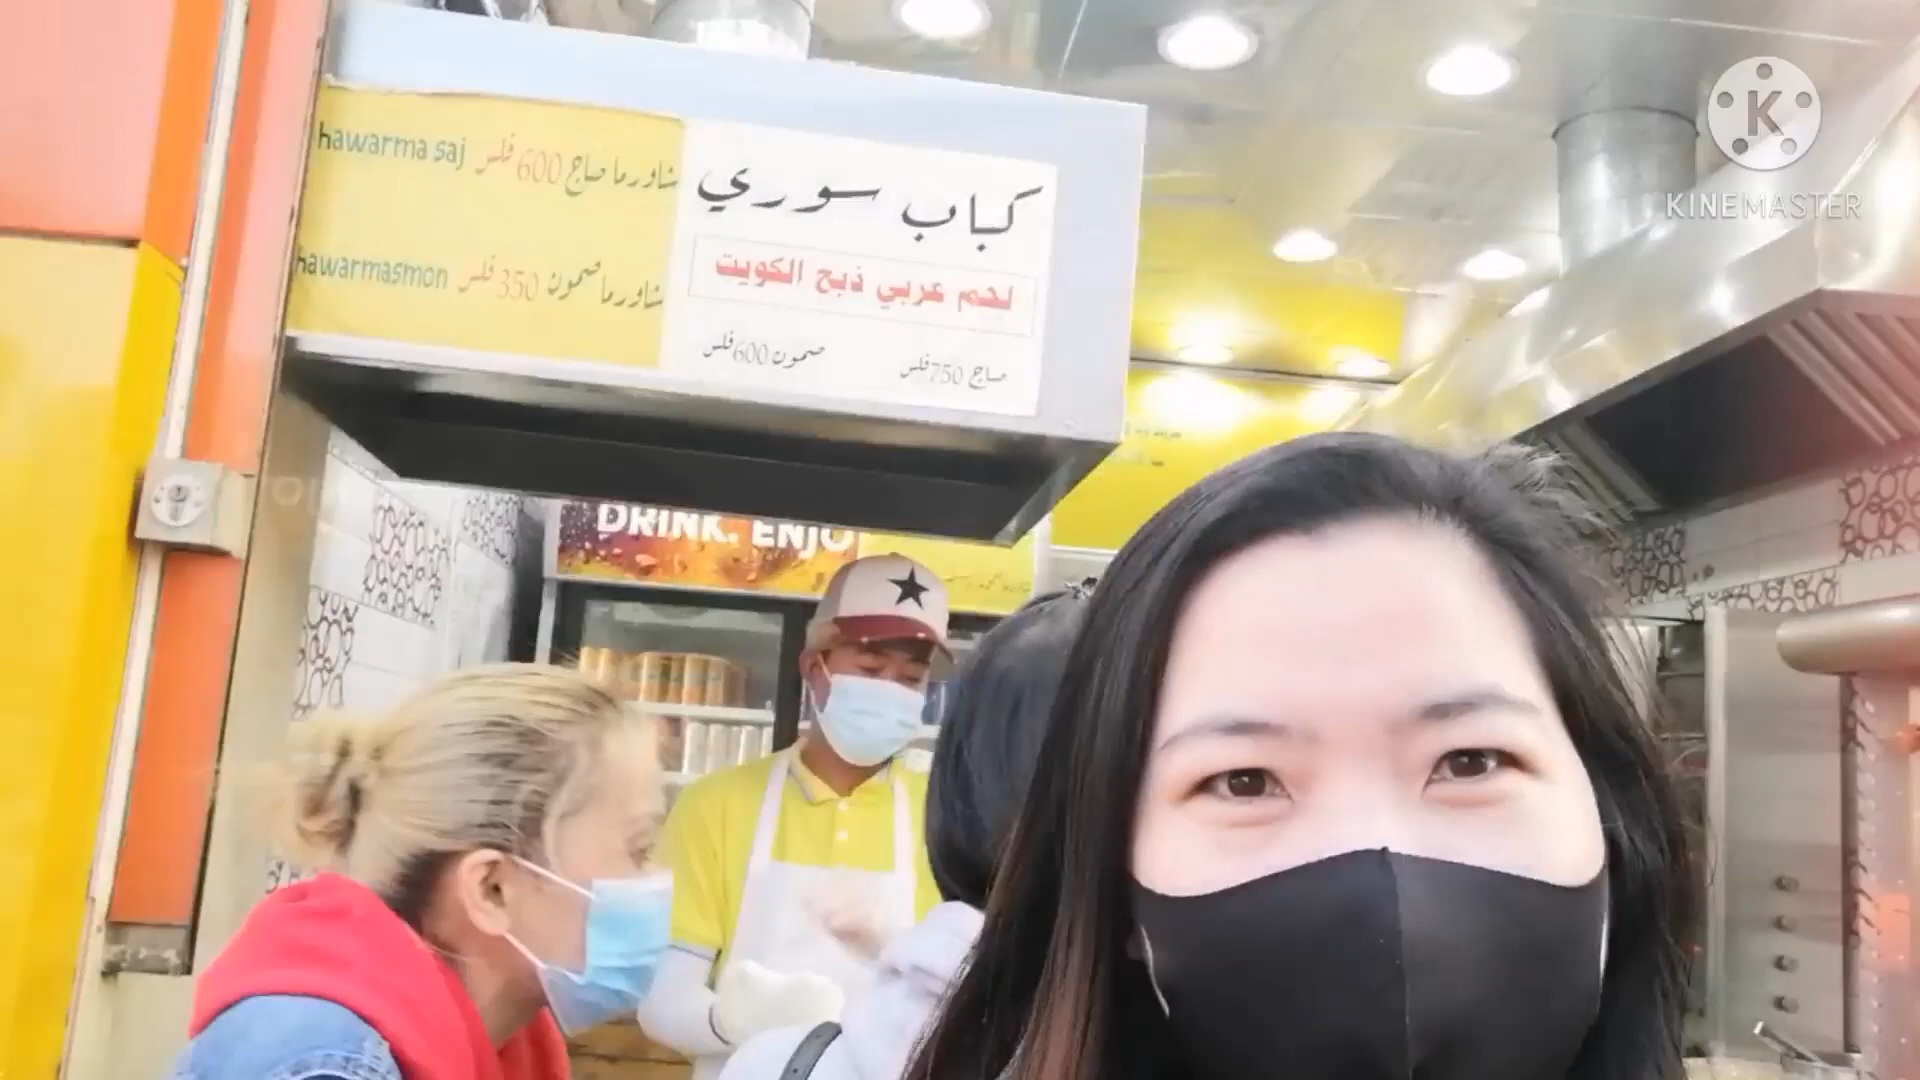 hawarma saj شاورما صاج 600 فلس
hawarmasmon شاورما صمون 350 فلس
كباب سوري
لحم عربي ذبح الكويت
صاج 750 فلس
صمون 600 فلس
DRINK. ENJO
K
KINEMASTER